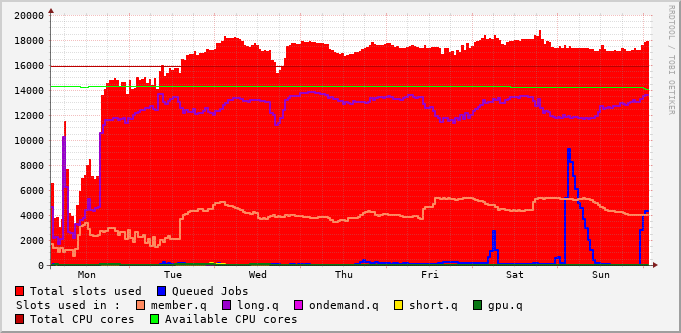 20000
18000
16000
14000
12000
10000
8000
6000
4000
2000
0
Mon Tue Wed Thu Fri Sat Sun
RRDTOOL / TOBI OETIKER
Total slots used Queued Jobs
Slots used in : member.q long.q ondemand.q short.q gpu.q
Total CPU cores Available CPU cores